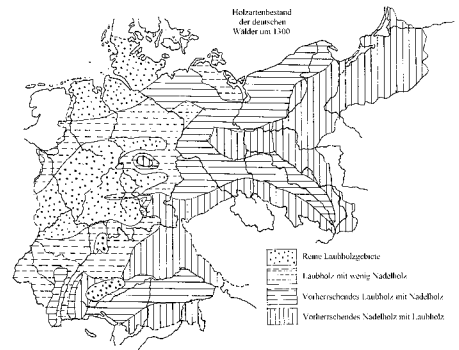 Holzartenbestand
der deutschen
Wälder um 1300
Reine Laubholzgebiete
Laubholz mit wenig Nadelholz
Vorherrschendes Laubholz mit Nadelholz
Vorherrschendes Nadelholz mit Laubholz